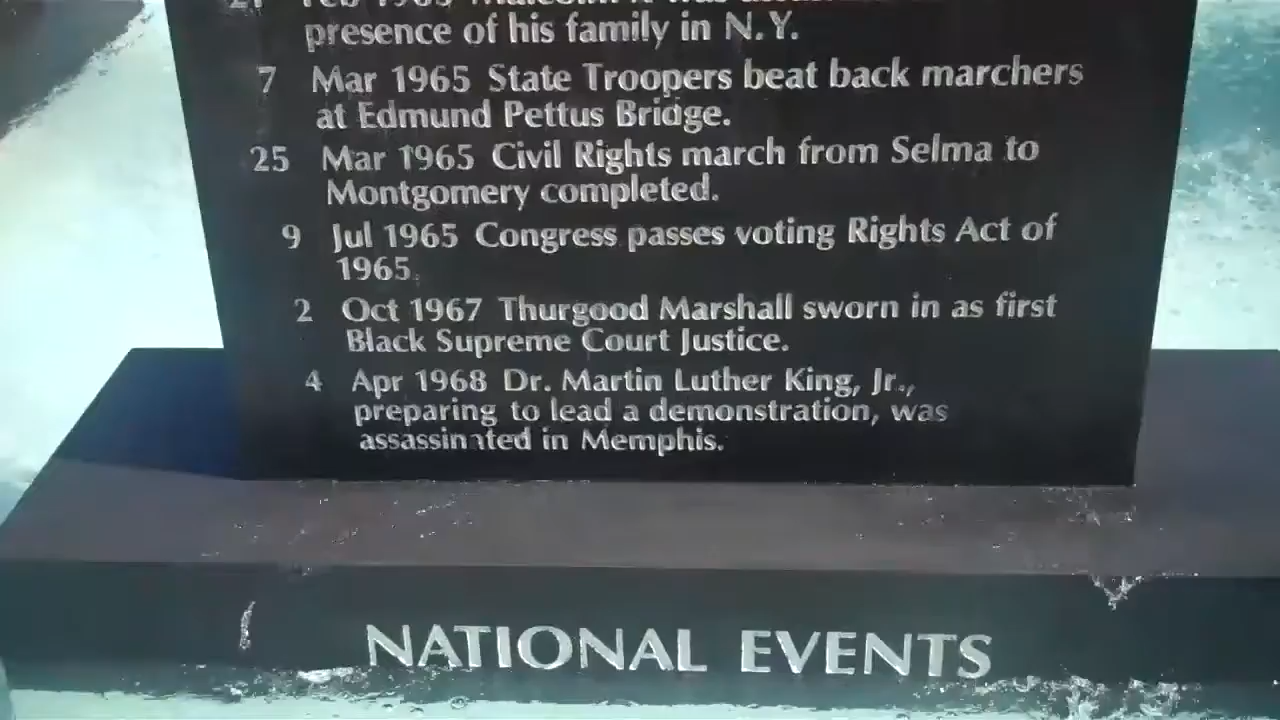 presence of his family in N.Y.
7 Mar 1965 State Troopers beat back marchers
at Edmund Pettus Bridge.
25 Mar 1965 Civil Rights march from Selma to
Montgomery completed.
9 Jul 1965 Congress passes voting Rights Act of
1965.
2 Oct 1967 Thurgood Marshall sworn in as first
Black Supreme Court Justice.
4 Apr 1968 Dr. Martin Luther King, Jr.,
preparing to lead a demonstration, was
assassinated in Memphis.
NATIONAL EVENTS